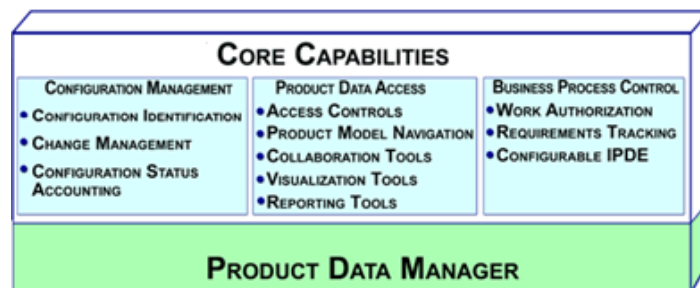 CORE CAPABILITIES
CONFIGURATION MANAGEMENT
• CONFIGURATION IDENTIFICATION
• CHANGE MANAGEMENT
• CONFIGURATION STATUS
ACCOUNTING
PRODUCT DATA ACCESS
• ACCESS CONTROLS
• PRODUCT MODEL NAVIGATION
• COLLABORATION TOOLS
• VISUALIZATION TOOLS
• REPORTING TOOLS
BUSINESS PROCESS CONTROL
• WORK AUTHORIZATION
• REQUIREMENTS TRACKING
• CONFIGURABLE IPDE
PRODUCT DATA MANAGER